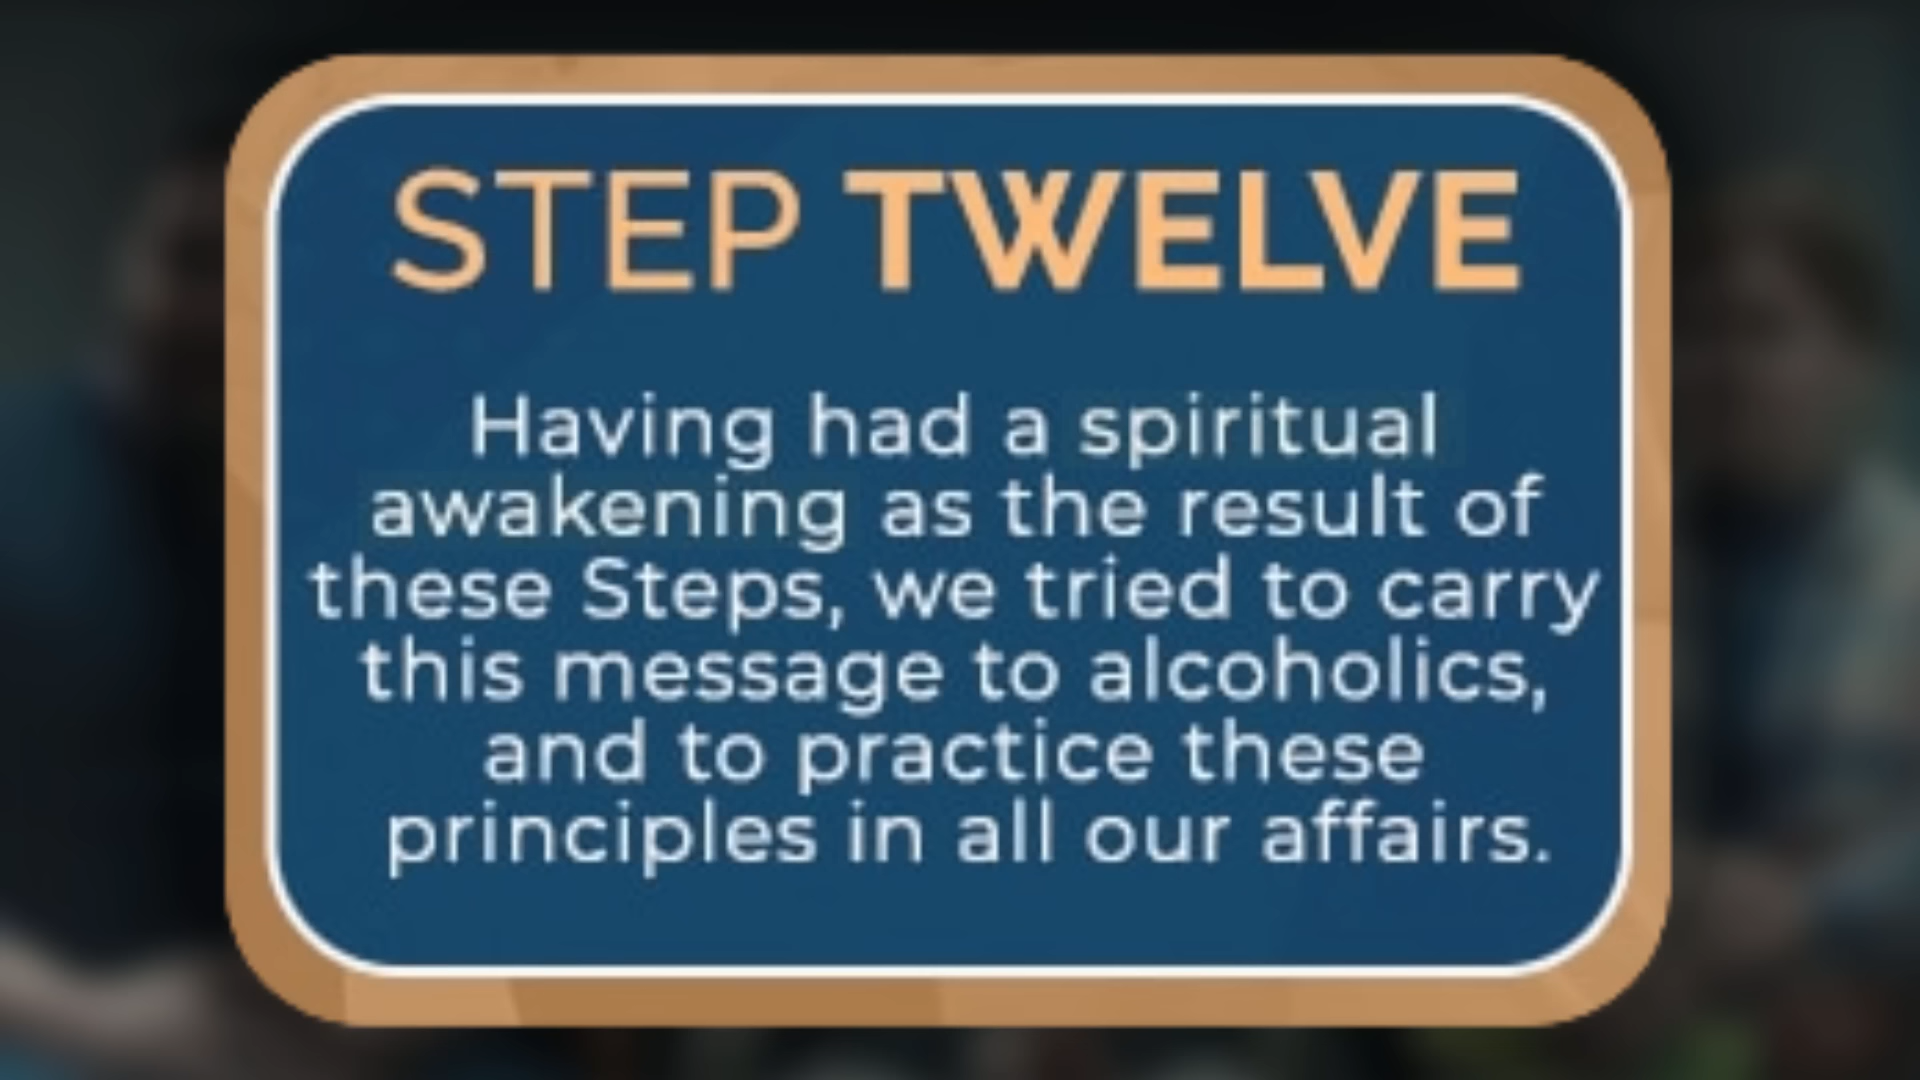 STEP TWELVE
Having had a spiritual
awakening as the result of
these Steps, we tried to carry
this message to alcoholics,
and to practice these
principles in all our affairs.